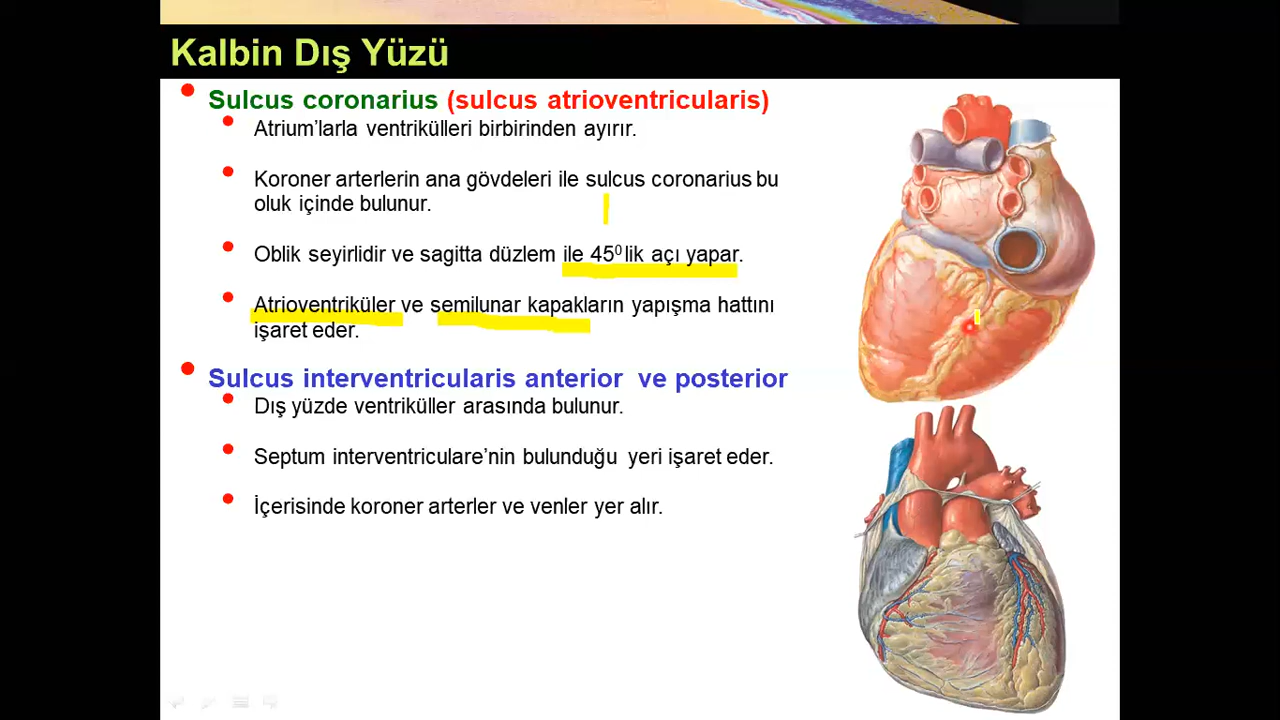 Kalbin Dış Yüzü
Sulcus coronarius (sulcus atrioventricularis)
Atrium’larla ventrikülleri birbirinden ayırır.
Koroner arterlerin ana gövdeleri ile sulcus coronarius bu
oluk içinde bulunur.
Oblik seyirlidir ve sagitta düzlem ile 45⁰ lik açı yapar.
Atrioventriküler ve semilunar kapakların yapışma hattını
işaret eder.
Sulcus interventricularis anterior ve posterior
Dış yüzde ventriküller arasında bulunur.
Septum interventriculare’nin bulunduğu yeri işaret eder.
İçerisinde koroner arterler ve venler yer alır.